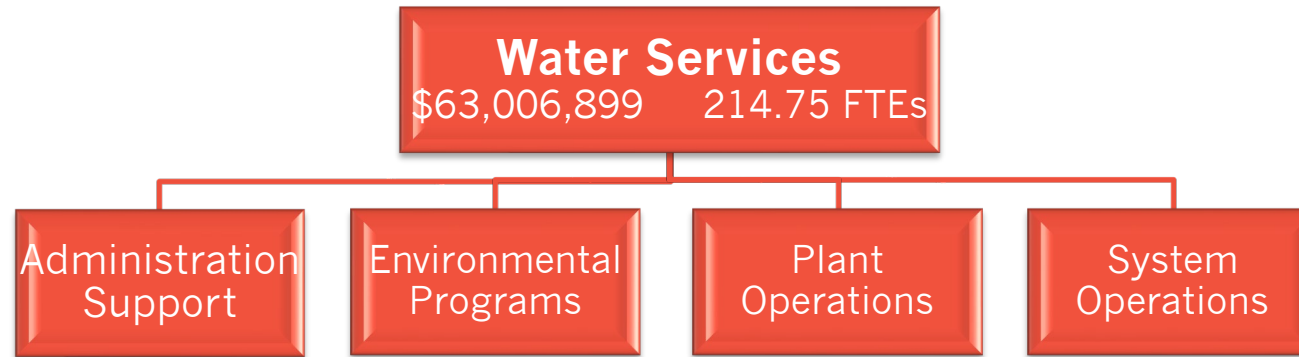 Water Services
$63,006,899 214.75 FTEs
Administration
Support
Environmental
Programs
Plant
Operations
System
Operations